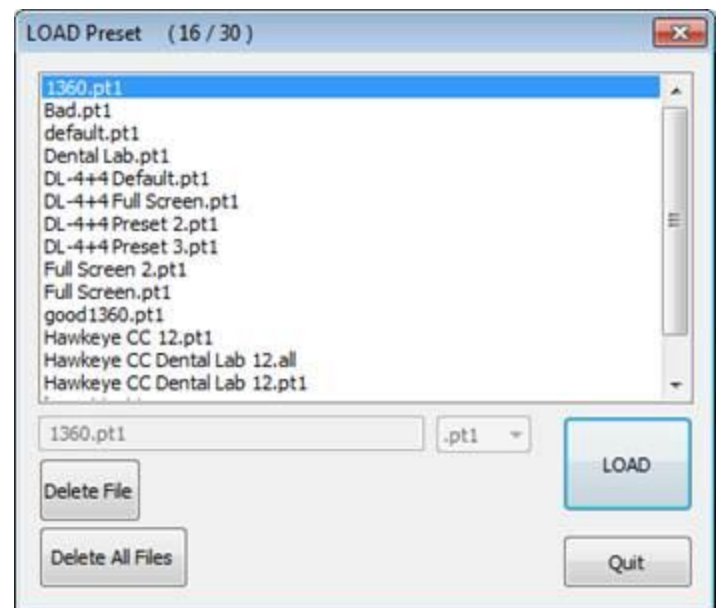 LOAD Preset (16 / 30)
1360.pt1
Bad.pt1
default.pt1
Dental Lab.pt1
DL-4+4 Default.pt1
DL-4+4 Full Screen.pt1
DL-4+4 Preset 2.pt1
DL-4+4 Preset 3.pt1
Full Screen 2.pt1
Full Screen.pt1
good1360.pt1
Hawkeye CC 12.pt1
Hawkeye CC Dental Lab 12.all
Hawkeye CC Dental Lab 12.pt1
1360.pt1 .pt1
LOAD
Delete File
Delete All Files
Quit